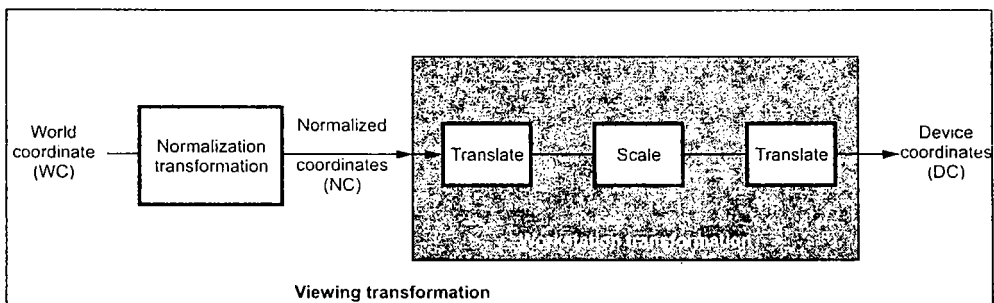 World
coordinate
(WC)
Normalization
transformation
Normalized
coordinates
(NC)
Translate
Scale
Translate
Device
coordinates
(DC)
Workstation transformation
Viewing transformation